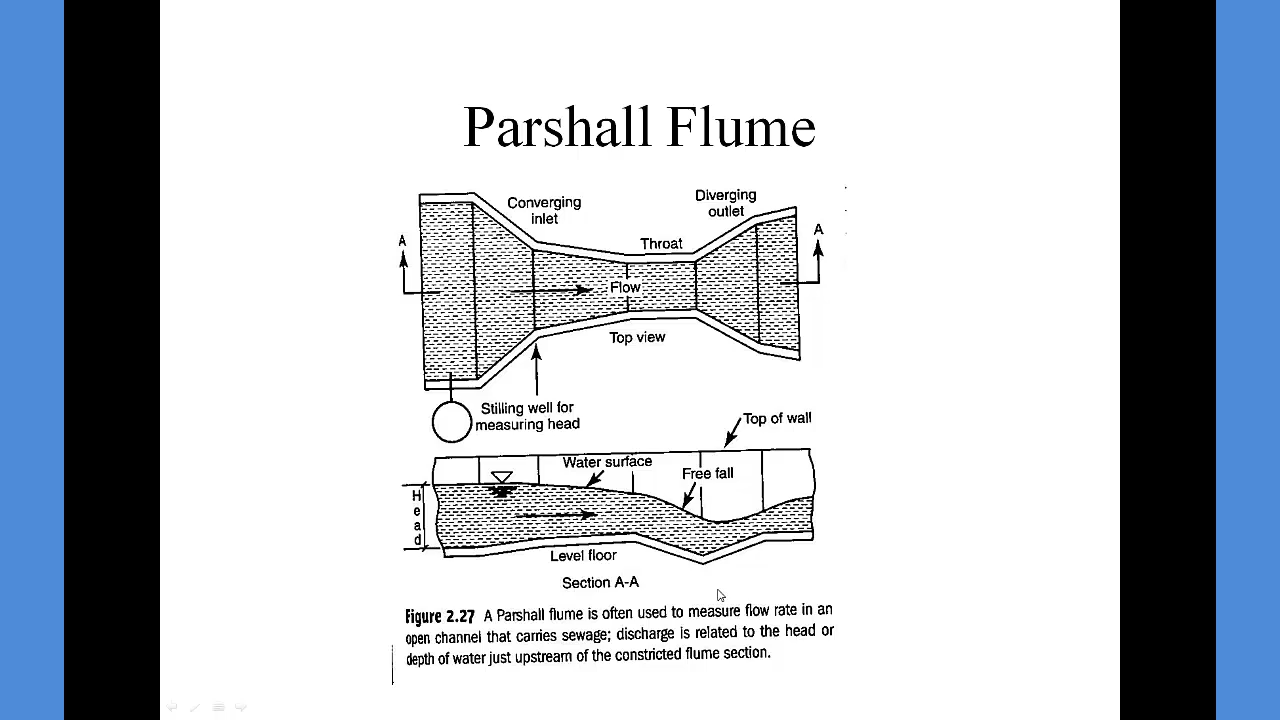 Parshall Flume
Converging
inlet
Diverging
outlet
A
Throat
A
Flow
Top view
Stilling well for
measuring head
Top of wall
Water surface
Free fall
Head
Level floor
Section A-A
Figure 2.27 A Parshall flume is often used to measure flow rate in an
open channel that carries sewage; discharge is related to the head or
depth of water just upstream of the constricted flume section.